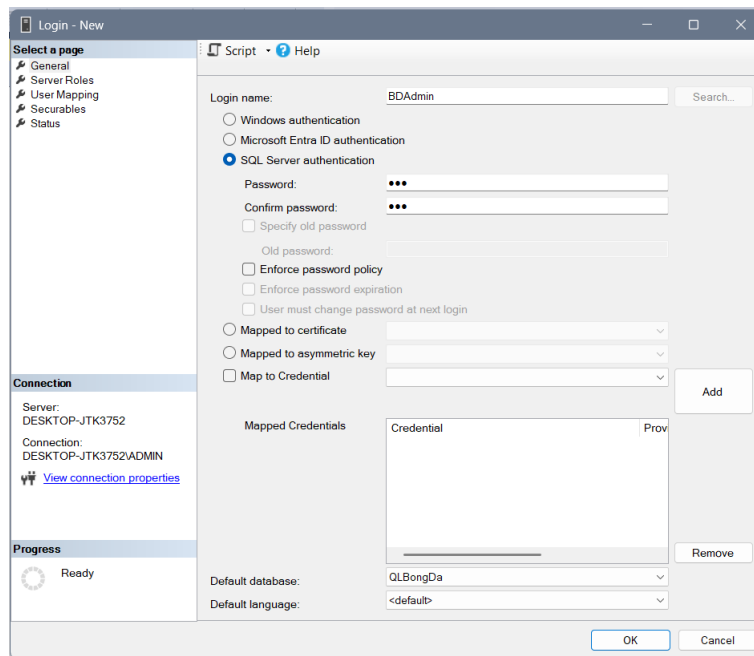 Login - New
Select a page
General
Server Roles
User Mapping
Securables
Status
Script
Help
Login name:
BDAdmin
Search...
Windows authentication
Microsoft Entra ID authentication
SQL Server authentication
Password:
●●●
Confirm password:
●●●
Specify old password
Old password:
Enforce password policy
Enforce password expiration
User must change password at next login
Mapped to certificate
Mapped to asymmetric key
Map to Credential
Add
Mapped Credentials
Credential
Prov
Remove
Default database:
QLBongDa
Default language:
<default>
Connection
Server:
DESKTOP-JTK3752
Connection:
DESKTOP-JTK3752\ADMIN
View connection properties
Progress
Ready
OK
Cancel